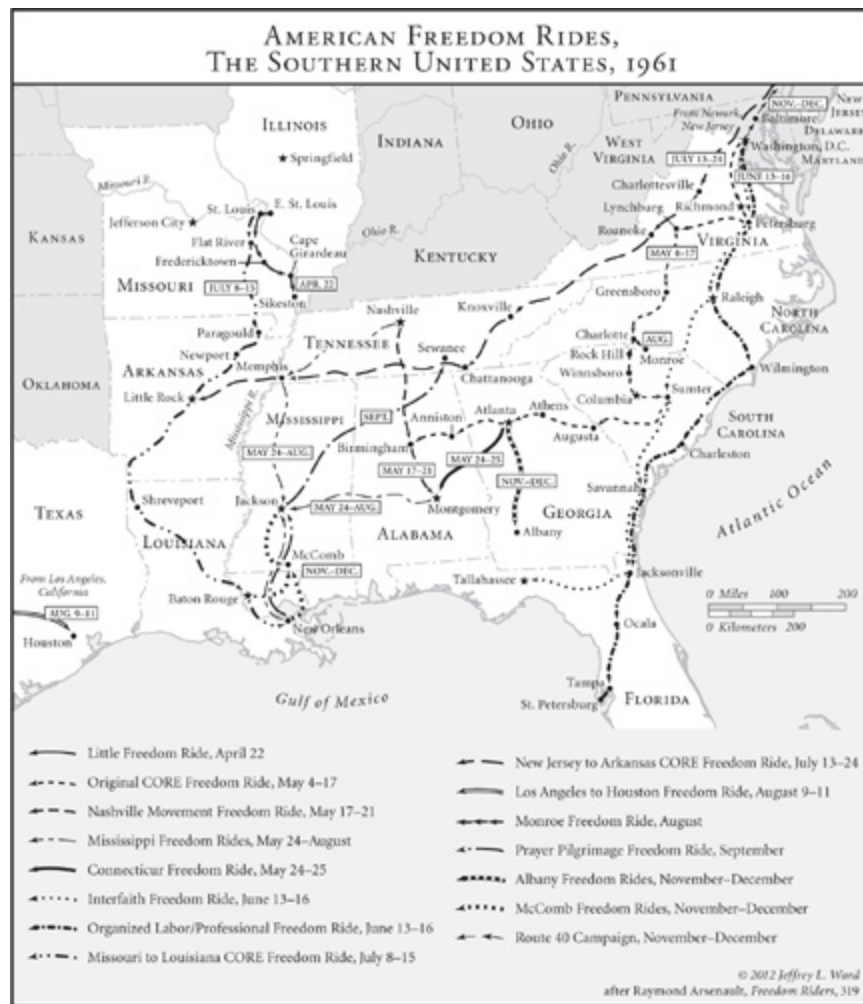 AMERICAN FREEDOM RIDES,
THE SOUTHERN UNITED STATES, 1961
PENNSYLVANIA
NEW JERSEY
NOV.-DEC.
From Newark,
New Jersey
Baltimore
DELAWARE
Washington, D.C.
MARYLAND
ILLINOIS
OHIO
INDIANA
WEST
VIRGINIA
Ohio R.
JULY 13–24
JUNE 13–16
Springfield
Charlottesville
Missouri R.
Lynchburg
Richmond
St. Louis
E. St. Louis
Jefferson City
Petersburg
Roanoke
VIRGINIA
Ohio R.
KANSAS
Flat River
Cape
Girardeau
KENTUCKY
MAY 4–17
Fredericktown
MISSOURI
JULY 8–15
APR. 22
Greensboro
Sikeston
Nashville
Knoxville
Raleigh
NORTH
CAROLINA
Paragould
TENNESSEE
Charlotte
AUG.
Newport
Sewanee
Rock Hill
Monroe
ARKANSAS
Memphis
Winnsboro
Wilmington
OKLAHOMA
Chattanooga
Little Rock
Columbia
Sumter
Mississippi R.
MISSISSIPPI
SEPT.
Anniston
Atlanta
Athens
SOUTH
CAROLINA
Augusta
Birmingham
MAY 24–AUG.
MAY 17–21
MAY 24–25
Charleston
NOV.–DEC.
Savannah
Shreveport
Jackson
MAY 24–AUG.
Montgomery
GEORGIA
Atlantic Ocean
TEXAS
LOUISIANA
ALABAMA
Albany
McComb
From Los Angeles,
California
NOV.–DEC.
Tallahassee
Jacksonville
AUG. 9–11
Baton Rouge
0 Miles 100 200
0 Kilometers 200
Houston
New Orleans
Ocala
Tampa
Gulf of Mexico
St. Petersburg
FLORIDA
Little Freedom Ride, April 22
Original CORE Freedom Ride, May 4–17
Nashville Movement Freedom Ride, May 17–21
Mississippi Freedom Rides, May 24–August
Connecticur Freedom Ride, May 24–25
Interfaith Freedom Ride, June 13–16
Organized Labor/Professional Freedom Ride, June 13–16
Missouri to Louisiana CORE Freedom Ride, July 8–15
New Jersey to Arkansas CORE Freedom Ride, July 13–24
Los Angeles to Houston Freedom Ride, August 9–11
Monroe Freedom Ride, August
Prayer Pilgrimage Freedom Ride, September
Albany Freedom Rides, November–December
McComb Freedom Rides, November–December
Route 40 Campaign, November–December
© 2012 Jeffrey L. Ward
after Raymond Arsenault, Freedom Riders, 319.